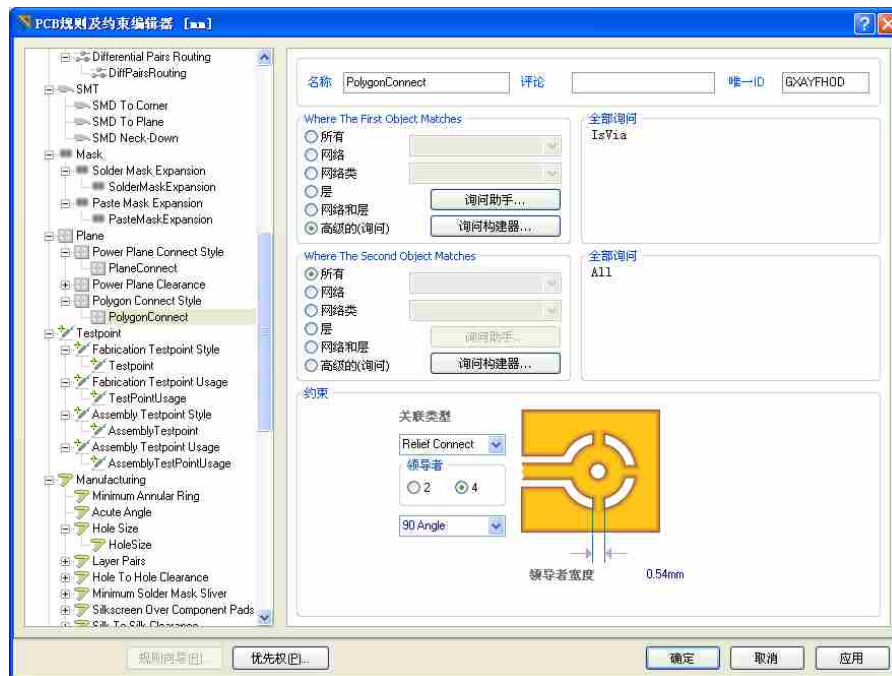 PCB规则及约束编辑器 [mm]
Differential Pairs Routing
DiffPairsRouting
SMT
SMD To Corner
SMD To Plane
SMD Neck-Down
Mask
Solder Mask Expansion
SolderMaskExpansion
Paste Mask Expansion
PasteMaskExpansion
Plane
Power Plane Connect Style
PlaneConnect
Power Plane Clearance
Polygon Connect Style
PolygonConnect
Testpoint
Fabrication Testpoint Style
Testpoint
Fabrication Testpoint Usage
TestPointUsage
Assembly Testpoint Style
AssemblyTestpoint
Assembly Testpoint Usage
AssemblyTestPointUsage
Manufacturing
Minimum Annular Ring
Acute Angle
Hole Size
HoleSize
Layer Pairs
Hole To Hole Clearance
Minimum Solder Mask Sliver
Silkscreen Over Component Pads
Silk To Silk Clearance
名称 PolygonConnect 评论 唯一ID GXAYFHOD
Where The First Object Matches
所有
网络
网络类
层
网络和层
高级的(询问)
询问助手...
询问构建器...
全部询问
IsVia
Where The Second Object Matches
所有
网络
网络类
层
网络和层
高级的(询问)
询问助手...
询问构建器...
全部询问
All
约束
关联类型
Relief Connect
领导者
2 4
90 Angle
领导者宽度 0.54mm
规则向导(R)... 优先权(P)... 确定 取消 应用